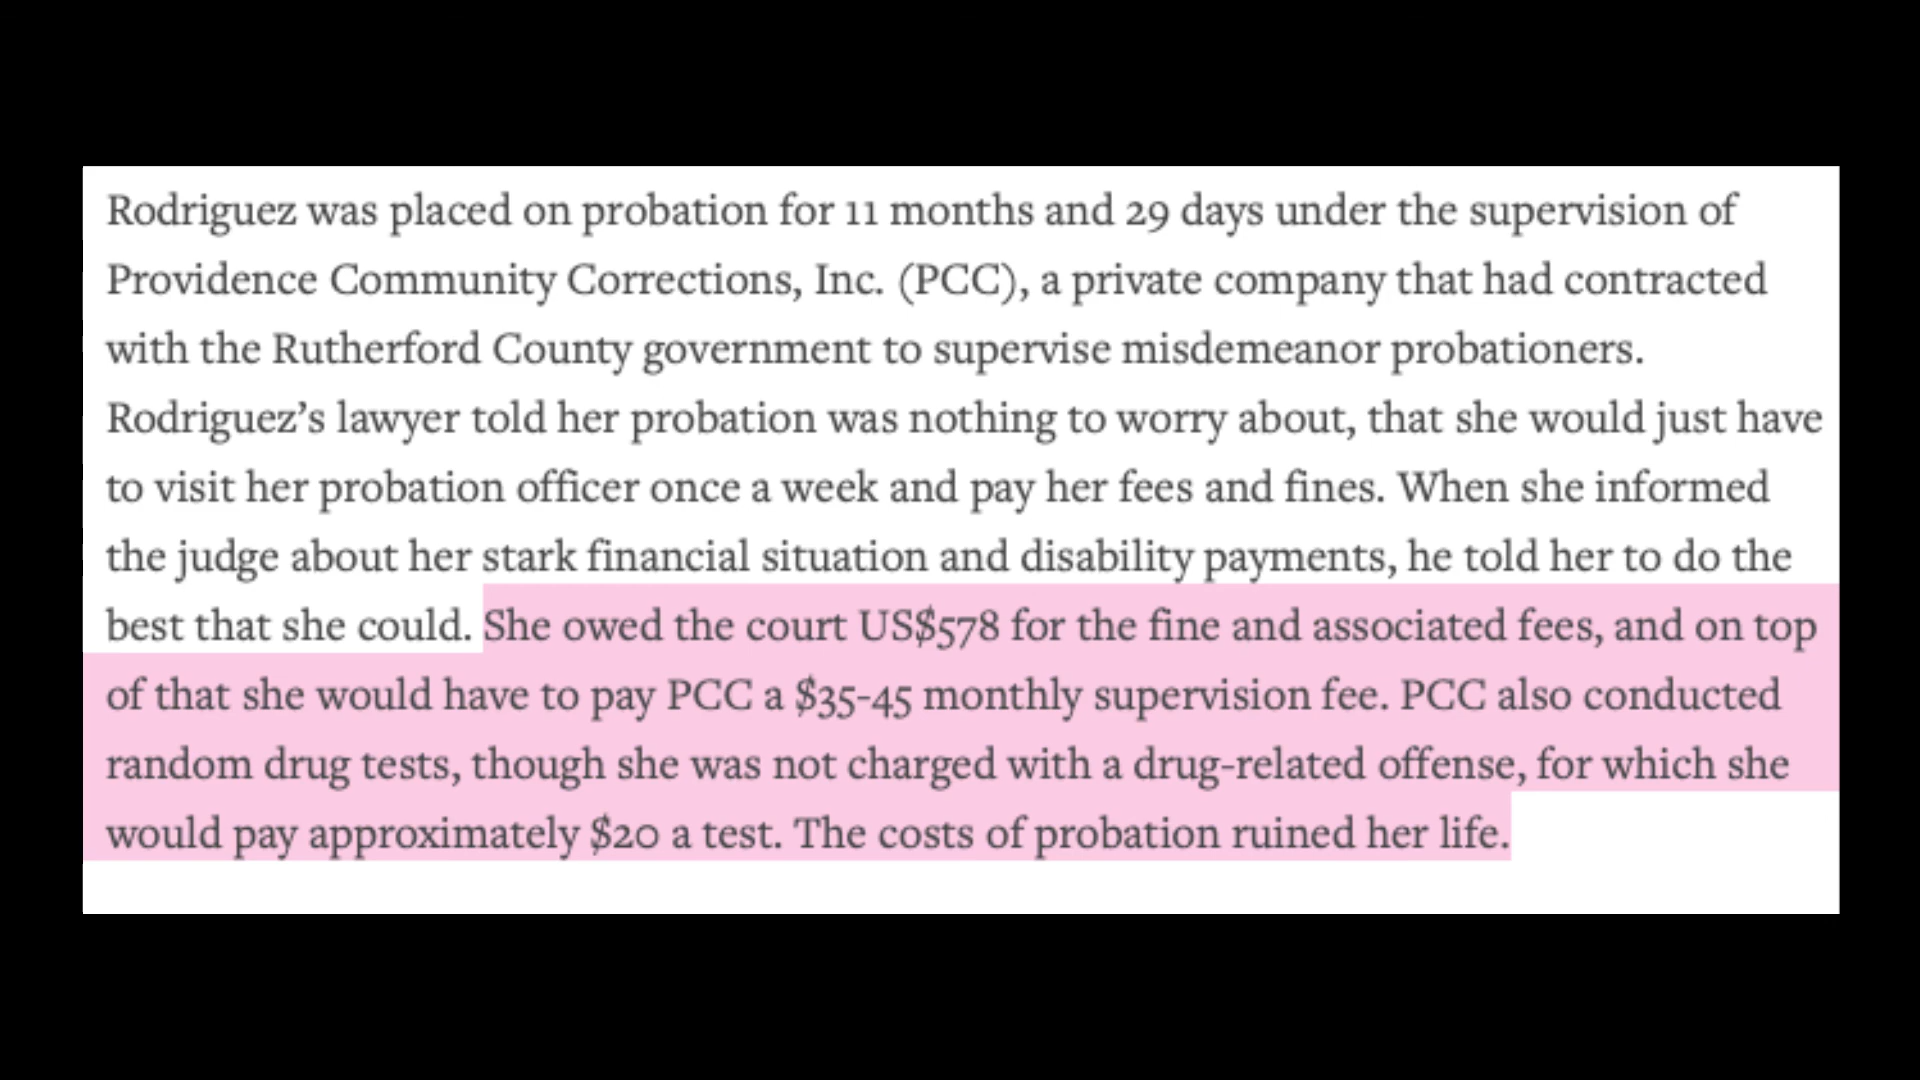 Rodriguez was placed on probation for 11 months and 29 days under the supervision of
Providence Community Corrections, Inc. (PCC), a private company that had contracted
with the Rutherford County government to supervise misdemeanor probationers.
Rodriguez’s lawyer told her probation was nothing to worry about, that she would just have
to visit her probation officer once a week and pay her fees and fines. When she informed
the judge about her stark financial situation and disability payments, he told her to do the
best that she could. She owed the court US$578 for the fine and associated fees, and on top
of that she would have to pay PCC a $35-45 monthly supervision fee. PCC also conducted
random drug tests, though she was not charged with a drug-related offense, for which she
would pay approximately $20 a test. The costs of probation ruined her life.